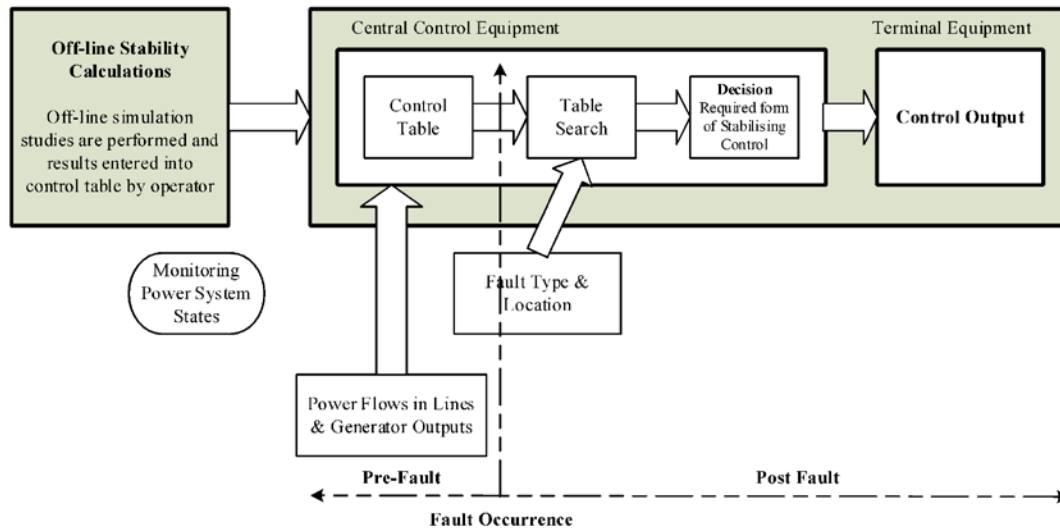 Off-line Stability
Calculations
Off-line simulation
studies are performed and
results entered into
control table by operator
Central Control Equipment
Control
Table
Table
Search
Decision
Required form
of Stabilising
Control
Terminal Equipment
Control Output
Monitoring
Power System
States
Fault Type &
Location
Power Flows in Lines
& Generator Outputs
Pre-Fault
Post Fault
Fault Occurrence